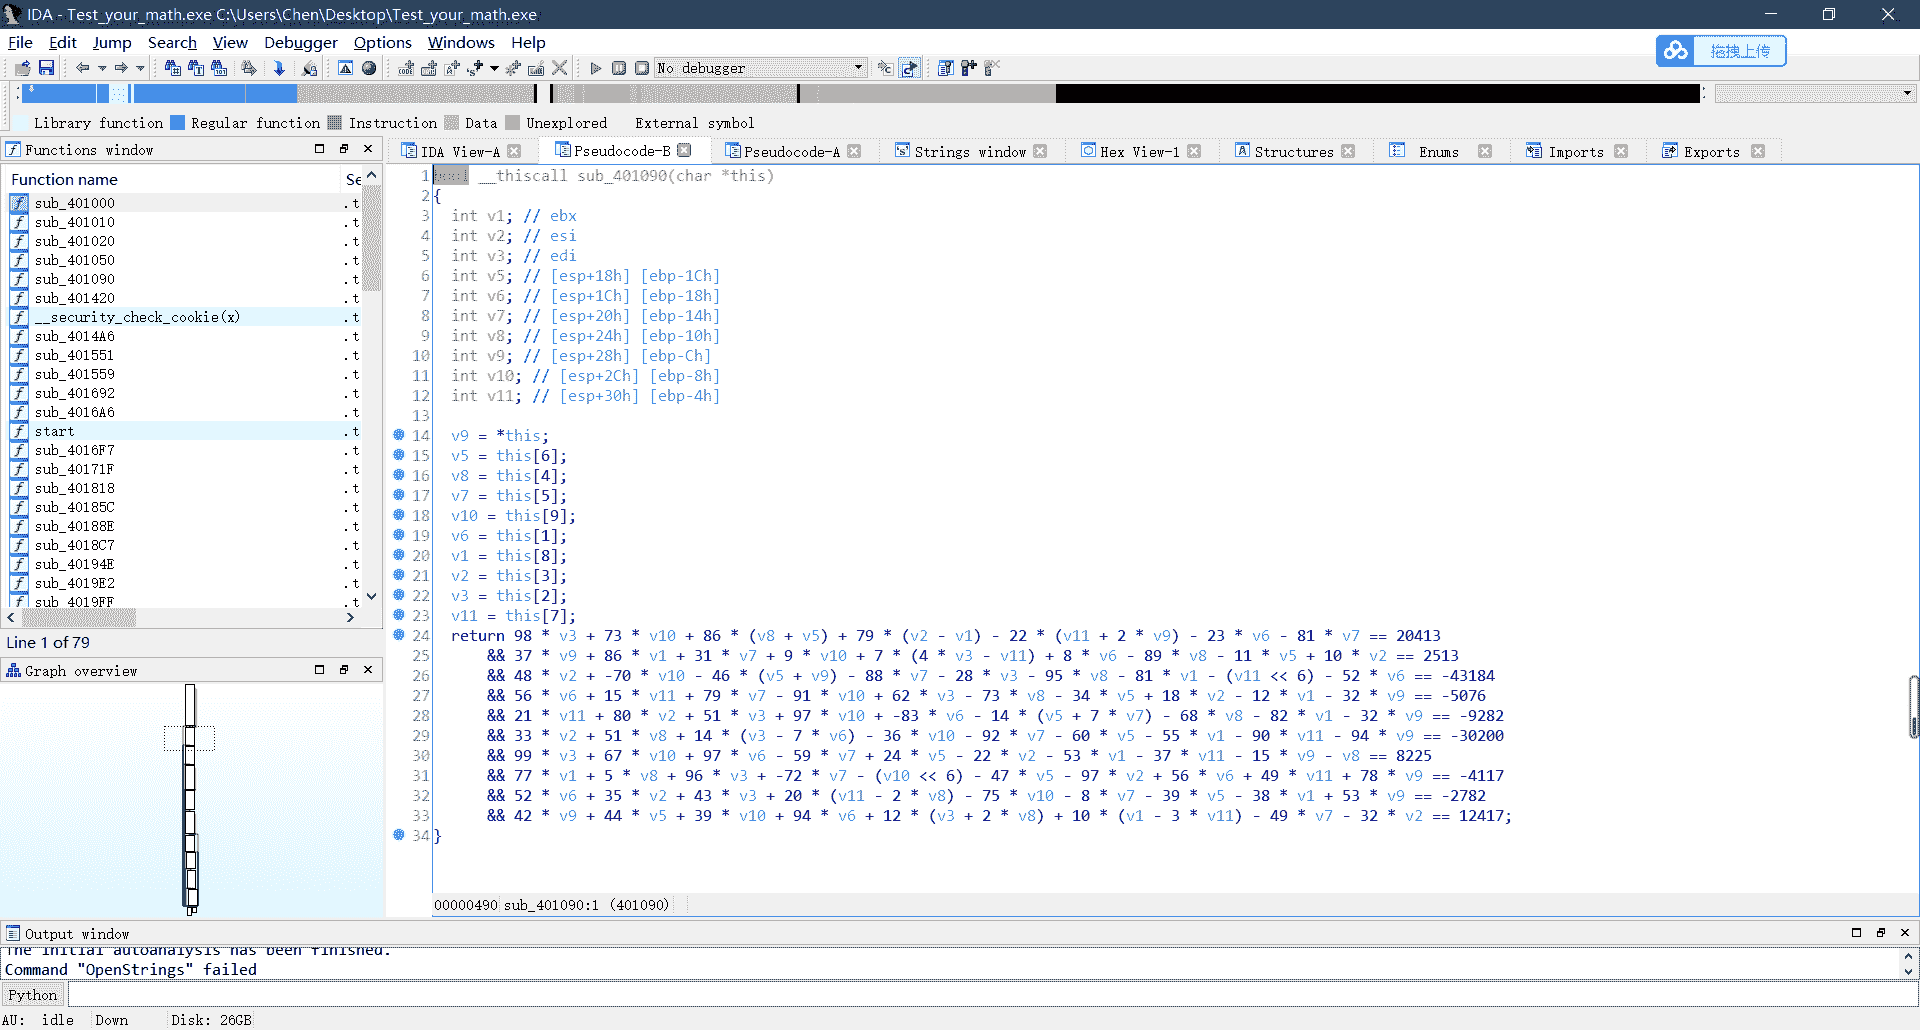 IDA - Test_your_math.exe C:\Users\Chen\Desktop\Test_your_math.exe
File Edit Jump Search View Debugger Options Windows Help
拖拽上传
No debugger
Library function Regular function Instruction Data Unexplored External symbol
Functions window
Function name Se
sub_401000 .t
sub_401010 .t
sub_401020 .t
sub_401050 .t
sub_401090 .t
sub_401420 .t
__security_check_cookie(x) .t
sub_4014A6 .t
sub_401551 .t
sub_401559 .t
sub_401692 .t
sub_4016A6 .t
start .t
sub_4016F7 .t
sub_40171F .t
sub_401818 .t
sub_40185C .t
sub_40188E .t
sub_4018C7 .t
sub_40194E .t
sub_4019E2 .t
sub_4019FF .t
Line 1 of 79
Graph overview
IDA View-A Pseudocode-B Pseudocode-A Strings window Hex View-1 Structures Enums Imports Exports
1 __thiscall sub_401090(char *this)
2 {
3 int v1; // ebx
4 int v2; // esi
5 int v3; // edi
6 int v5; // [esp+18h] [ebp-1Ch]
7 int v6; // [esp+1Ch] [ebp-18h]
8 int v7; // [esp+20h] [ebp-14h]
9 int v8; // [esp+24h] [ebp-10h]
10 int v9; // [esp+28h] [ebp-Ch]
11 int v10; // [esp+2Ch] [ebp-8h]
12 int v11; // [esp+30h] [ebp-4h]
13
14 v9 = *this;
15 v5 = this[6];
16 v8 = this[4];
17 v7 = this[5];
18 v10 = this[9];
19 v6 = this[1];
20 v1 = this[8];
21 v2 = this[3];
22 v3 = this[2];
23 v11 = this[7];
24 return 98 * v3 + 73 * v10 + 86 * (v8 + v5) + 79 * (v2 - v1) - 22 * (v11 + 2 * v9) - 23 * v6 - 81 * v7 == 20413
25 && 37 * v9 + 86 * v1 + 31 * v7 + 9 * v10 + 7 * (4 * v3 - v11) + 8 * v6 - 89 * v8 - 11 * v5 + 10 * v2 == 2513
26 && 48 * v2 + -70 * v10 - 46 * (v5 + v9) - 88 * v7 - 28 * v3 - 95 * v8 - 81 * v1 - (v11 << 6) - 52 * v6 == -43184
27 && 56 * v6 + 15 * v11 + 79 * v7 - 91 * v10 + 62 * v3 - 73 * v8 - 34 * v5 + 18 * v2 - 12 * v1 - 32 * v9 == -5076
28 && 21 * v11 + 80 * v2 + 51 * v3 + 97 * v10 + -83 * v6 - 14 * (v5 + 7 * v7) - 68 * v8 - 82 * v1 - 32 * v9 == -9282
29 && 33 * v2 + 51 * v8 + 14 * (v3 - 7 * v6) - 36 * v10 - 92 * v7 - 60 * v5 - 55 * v1 - 90 * v11 - 94 * v9 == -30200
30 && 99 * v3 + 67 * v10 + 97 * v6 - 59 * v7 + 24 * v5 - 22 * v2 - 53 * v1 - 37 * v11 - 15 * v9 - v8 == 8225
31 && 77 * v1 + 5 * v8 + 96 * v3 + -72 * v7 - (v10 << 6) - 47 * v5 - 97 * v2 + 56 * v6 + 49 * v11 + 78 * v9 == -4117
32 && 52 * v6 + 35 * v2 + 43 * v3 + 20 * (v11 - 2 * v8) - 75 * v10 - 8 * v7 - 39 * v5 - 38 * v1 + 53 * v9 == -2782
33 && 42 * v9 + 44 * v5 + 39 * v10 + 94 * v6 + 12 * (v3 + 2 * v8) + 10 * (v1 - 3 * v11) - 49 * v7 - 32 * v2 == 12417;
34 }
00000490 sub_401090:1 (401090)
Output window
The initial autoanalysis has been finished.
Command "OpenStrings" failed
Python
AU: idle Down Disk: 26GB